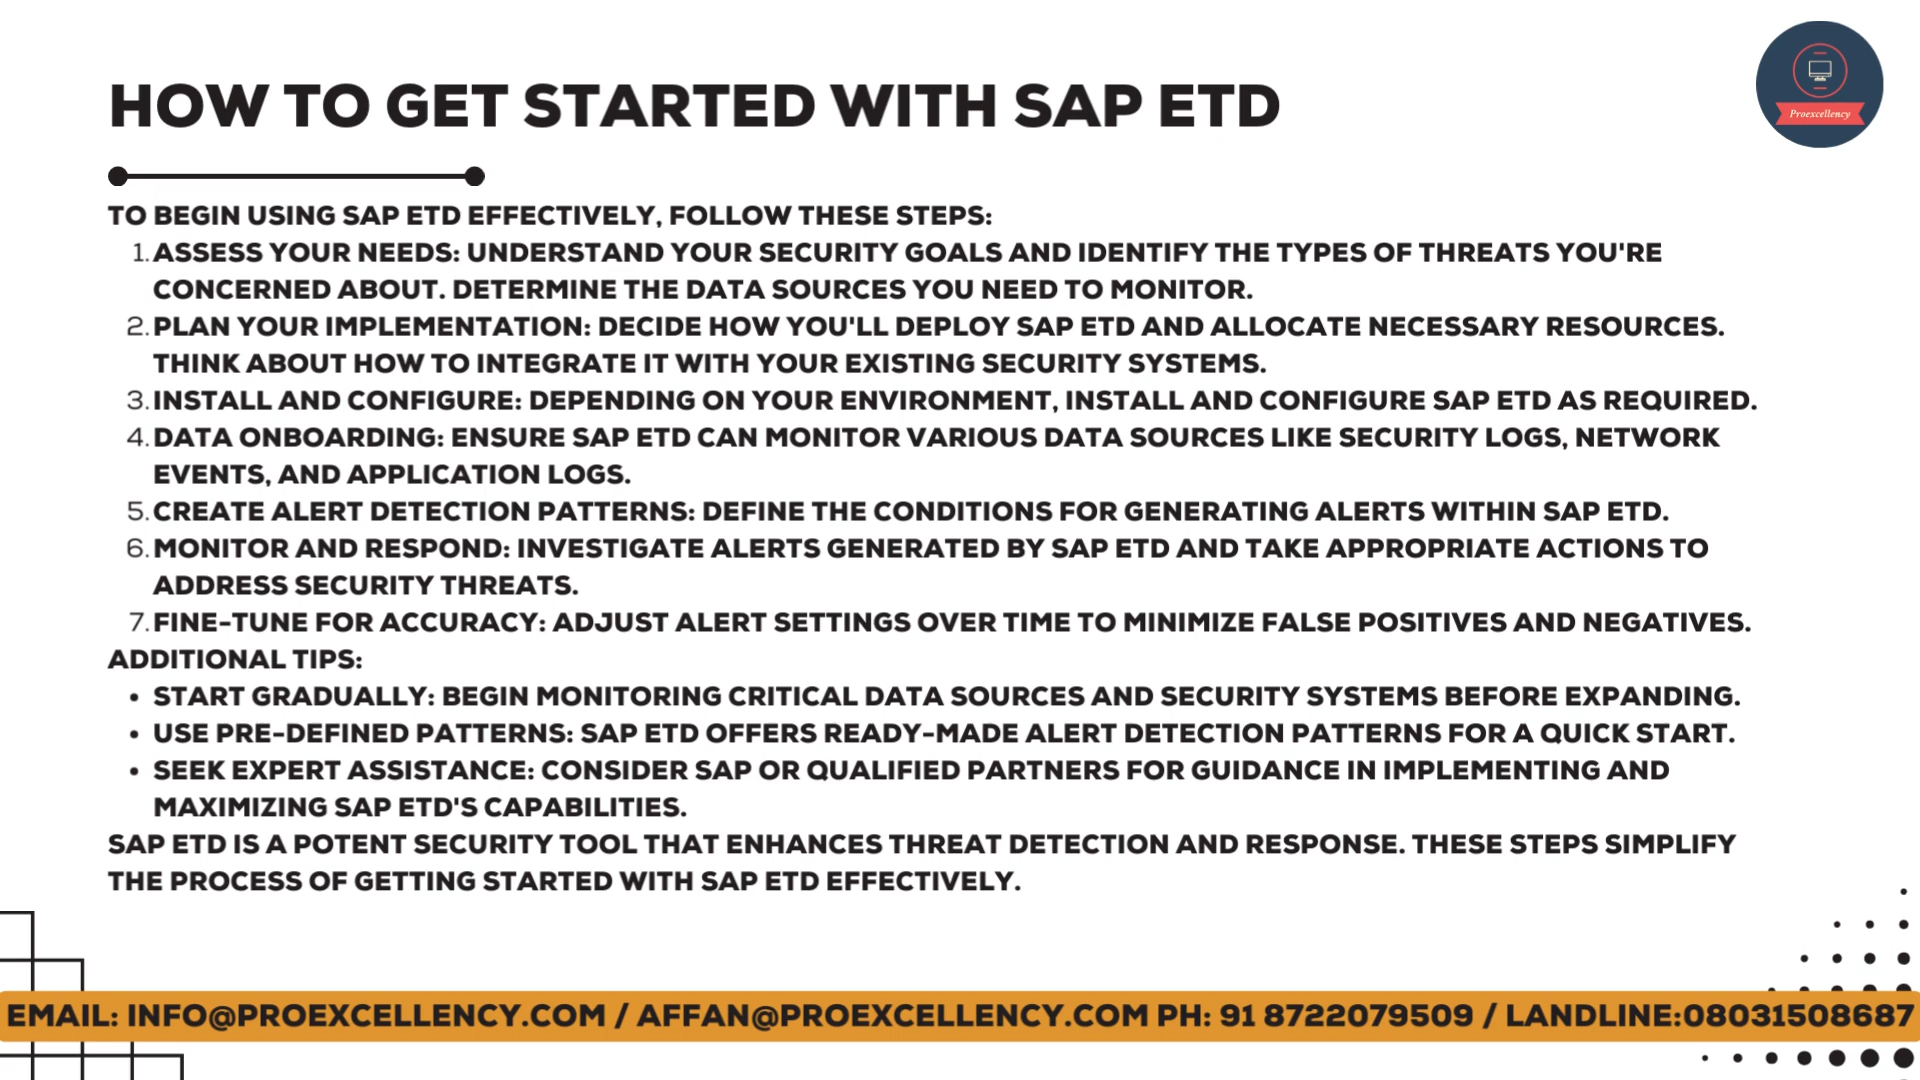 HOW TO GET STARTED WITH SAP ETD
Proexcellency
TO BEGIN USING SAP ETD EFFECTIVELY, FOLLOW THESE STEPS:
1. ASSESS YOUR NEEDS: UNDERSTAND YOUR SECURITY GOALS AND IDENTIFY THE TYPES OF THREATS YOU'RE
CONCERNED ABOUT. DETERMINE THE DATA SOURCES YOU NEED TO MONITOR.
2. PLAN YOUR IMPLEMENTATION: DECIDE HOW YOU'LL DEPLOY SAP ETD AND ALLOCATE NECESSARY RESOURCES.
THINK ABOUT HOW TO INTEGRATE IT WITH YOUR EXISTING SECURITY SYSTEMS.
3. INSTALL AND CONFIGURE: DEPENDING ON YOUR ENVIRONMENT, INSTALL AND CONFIGURE SAP ETD AS REQUIRED.
4. DATA ONBOARDING: ENSURE SAP ETD CAN MONITOR VARIOUS DATA SOURCES LIKE SECURITY LOGS, NETWORK
EVENTS, AND APPLICATION LOGS.
5. CREATE ALERT DETECTION PATTERNS: DEFINE THE CONDITIONS FOR GENERATING ALERTS WITHIN SAP ETD.
6. MONITOR AND RESPOND: INVESTIGATE ALERTS GENERATED BY SAP ETD AND TAKE APPROPRIATE ACTIONS TO
ADDRESS SECURITY THREATS.
7. FINE-TUNE FOR ACCURACY: ADJUST ALERT SETTINGS OVER TIME TO MINIMIZE FALSE POSITIVES AND NEGATIVES.
ADDITIONAL TIPS:
• START GRADUALLY: BEGIN MONITORING CRITICAL DATA SOURCES AND SECURITY SYSTEMS BEFORE EXPANDING.
• USE PRE-DEFINED PATTERNS: SAP ETD OFFERS READY-MADE ALERT DETECTION PATTERNS FOR A QUICK START.
• SEEK EXPERT ASSISTANCE: CONSIDER SAP OR QUALIFIED PARTNERS FOR GUIDANCE IN IMPLEMENTING AND
MAXIMIZING SAP ETD'S CAPABILITIES.
SAP ETD IS A POTENT SECURITY TOOL THAT ENHANCES THREAT DETECTION AND RESPONSE. THESE STEPS SIMPLIFY
THE PROCESS OF GETTING STARTED WITH SAP ETD EFFECTIVELY.
EMAIL: INFO@PROEXCELLENCY.COM / AFFAN@PROEXCELLENCY.COM PH: 91 8722079509 / LANDLINE:08031508687